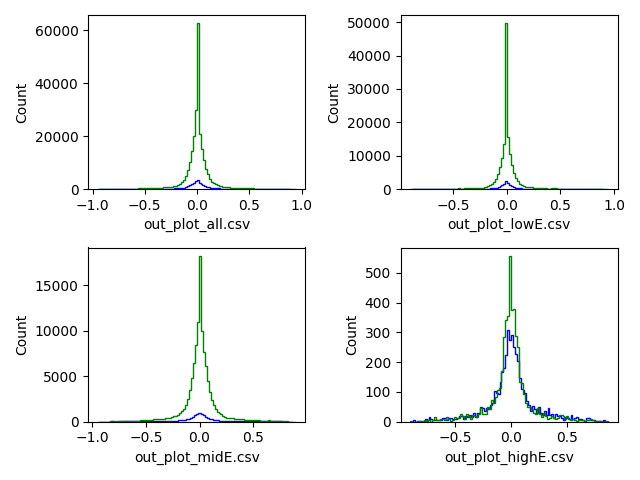 60000
40000
20000
0
Count
−1.0 −0.5 0.0 0.5 1.0
out_plot_all.csv
50000
40000
30000
20000
10000
0
Count
−0.5 0.0 0.5 1.0
out_plot_lowE.csv
15000
10000
5000
0
Count
−1.0 −0.5 0.0 0.5
out_plot_midE.csv
500
400
300
200
100
0
Count
−0.5 0.0 0.5
out_plot_highE.csv